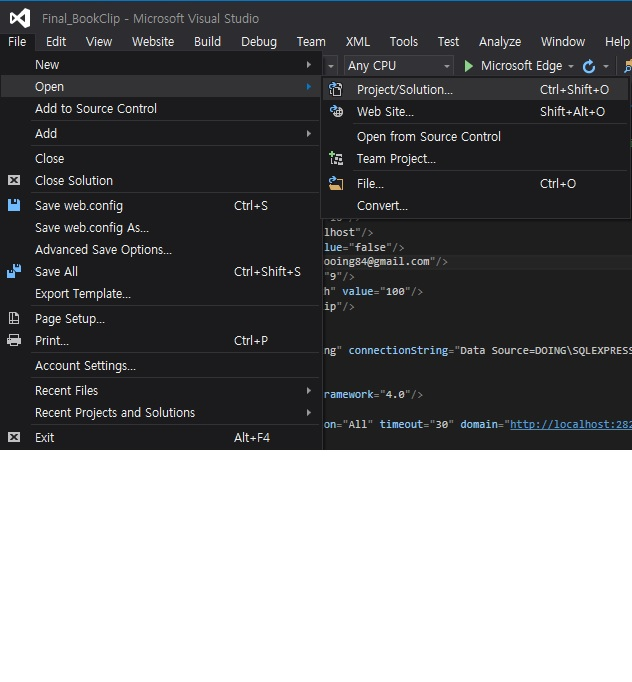 Final_BookClip - Microsoft Visual Studio
File Edit View Website Build Debug Team XML Tools Test Analyze Window Help
Any CPU Microsoft Edge
New
Open
Add to Source Control
Add
Close
Close Solution
Save web.config Ctrl+S
Save web.config As...
Advanced Save Options...
Save All Ctrl+Shift+S
Export Template...
Page Setup...
Print... Ctrl+P
Account Settings...
Recent Files
Recent Projects and Solutions
Exit Alt+F4
Project/Solution... Ctrl+Shift+O
Web Site... Shift+Alt+O
Open from Source Control
Team Project...
File... Ctrl+O
Convert...
lhost"/>
lue="false"/>
ooing84@gmail.com"/>
"9"/>
h" value="100"/>
ip"/>
ng" connectionString="Data Source=DOING\SQLEXPRESS
ramework="4.0"/>
on="All" timeout="30" domain="http://localhost:282